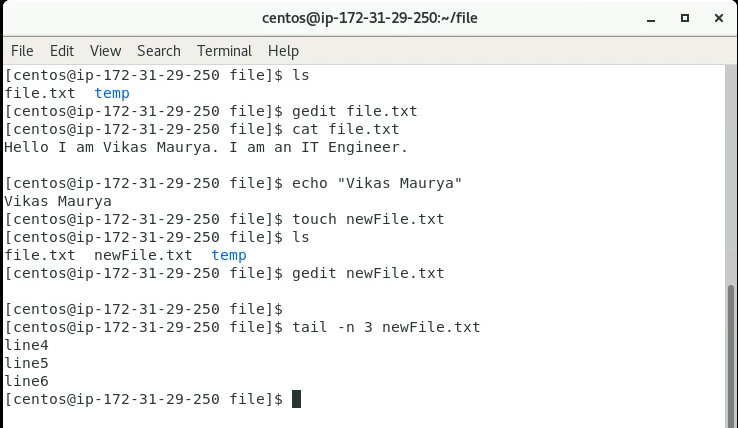 centos@ip-172-31-29-250:~/file
File Edit View Search Terminal Help
[centos@ip-172-31-29-250 file]$ ls
file.txt  temp
[centos@ip-172-31-29-250 file]$ gedit file.txt
[centos@ip-172-31-29-250 file]$ cat file.txt
Hello I am Vikas Maurya. I am an IT Engineer.
[centos@ip-172-31-29-250 file]$ echo "Vikas Maurya"
Vikas Maurya
[centos@ip-172-31-29-250 file]$ touch newFile.txt
[centos@ip-172-31-29-250 file]$ ls
file.txt  newFile.txt  temp
[centos@ip-172-31-29-250 file]$ gedit newFile.txt
[centos@ip-172-31-29-250 file]$
[centos@ip-172-31-29-250 file]$ tail -n 3 newFile.txt
line4
line5
line6
[centos@ip-172-31-29-250 file]$